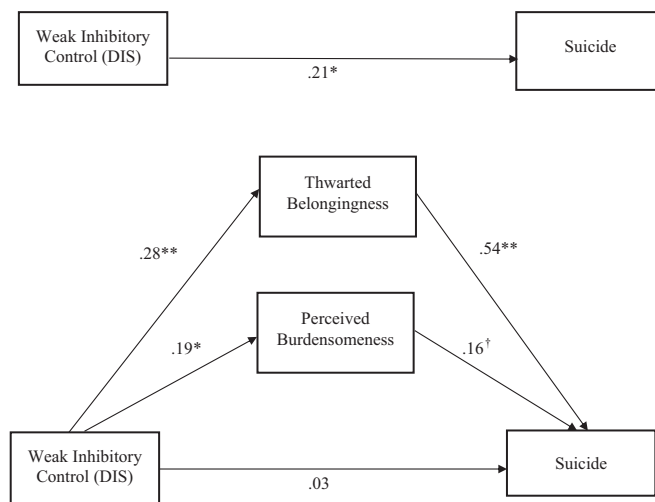 Weak Inhibitory
Control (DIS)
Suicide
.21*
Thwarted
Belongingness
.28**
.54**
Perceived
Burdensomeness
.19*
.16†
Weak Inhibitory
Control (DIS)
Suicide
.03